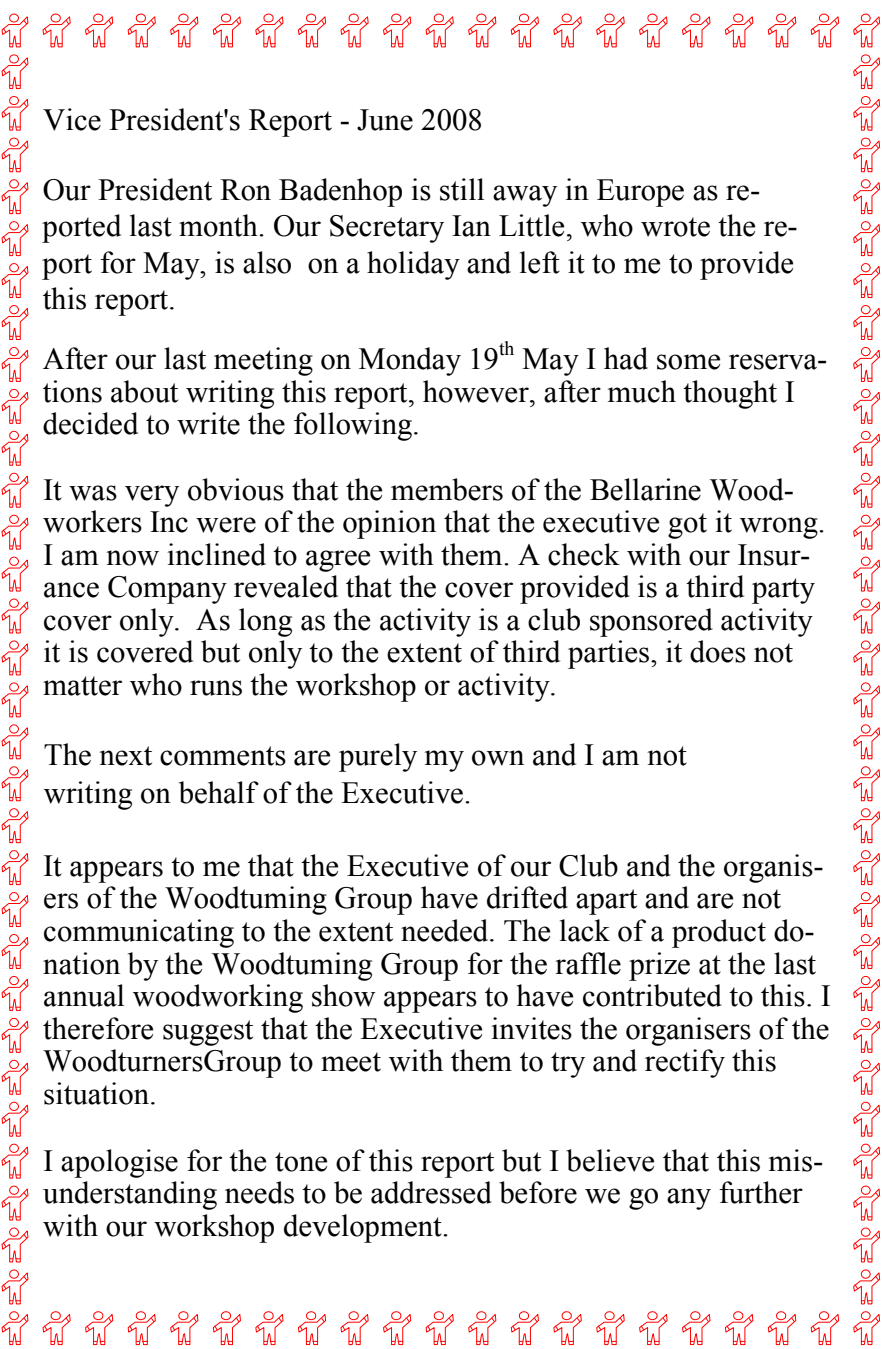 Vice President's Report - June 2008
Our President Ron Badenhop is still away in Europe as re-
ported last month. Our Secretary Ian Little, who wrote the re-
port for May, is also  on a holiday and left it to me to provide
this report.
After our last meeting on Monday 19th May I had some reserva-
tions about writing this report, however, after much thought I
decided to write the following.
It was very obvious that the members of the Bellarine Wood-
workers Inc were of the opinion that the executive got it wrong.
I am now inclined to agree with them. A check with our Insur-
ance Company revealed that the cover provided is a third party
cover only.  As long as the activity is a club sponsored activity
it is covered but only to the extent of third parties, it does not
matter who runs the workshop or activity.
The next comments are purely my own and I am not
writing on behalf of the Executive.
It appears to me that the Executive of our Club and the organis-
ers of the Woodtuming Group have drifted apart and are not
communicating to the extent needed. The lack of a product do-
nation by the Woodtuming Group for the raffle prize at the last
annual woodworking show appears to have contributed to this. I
therefore suggest that the Executive invites the organisers of the
WoodturnersGroup to meet with them to try and rectify this
situation.
I apologise for the tone of this report but I believe that this mis-
understanding needs to be addressed before we go any further
with our workshop development.